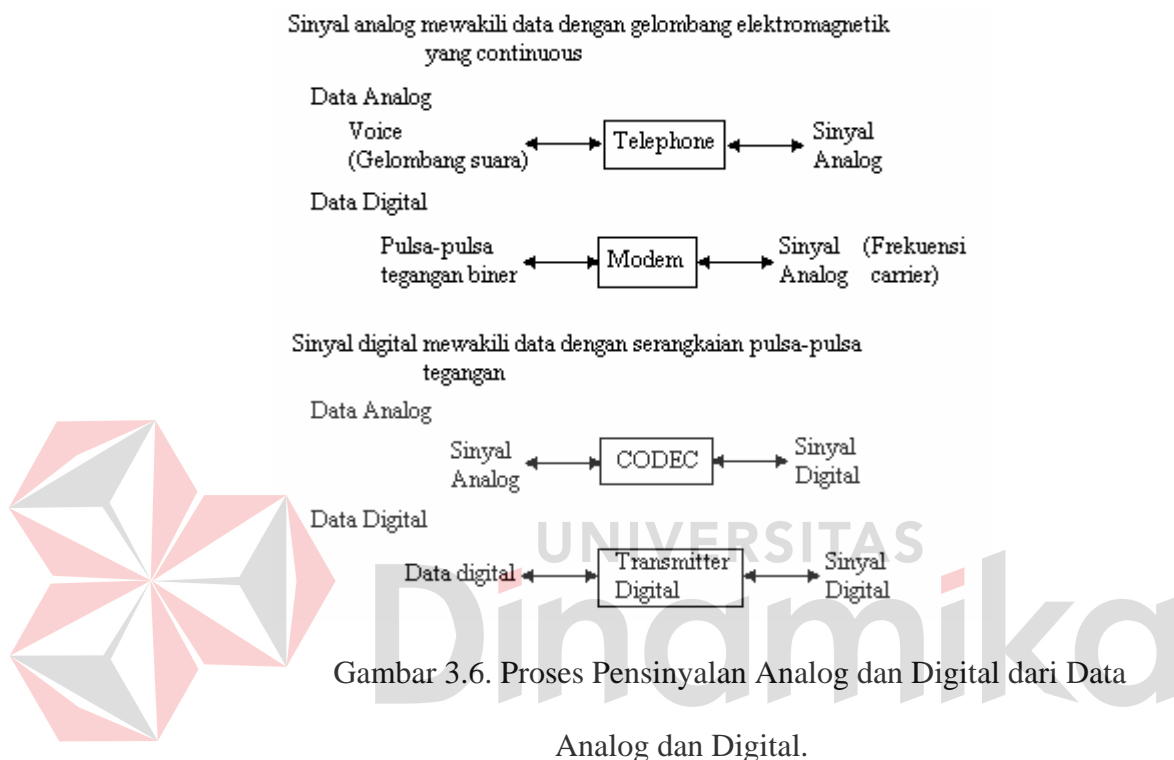 Sinyal analog mewakili data dengan gelombang elektromagnetik
yang continuous
Data Analog
Voice
(Gelombang suara)
Telephone
Sinyal
Analog
Data Digital
Pulsa-pulsa
tegangan biner
Modem
Sinyal (Frekuensi
Analog carrier)
Sinyal digital mewakili data dengan serangkaian pulsa-pulsa
tegangan
Data Analog
Sinyal
Analog
CODEC
Sinyal
Digital
Data Digital
UNIVERSITAS
Data digital
Transmitter
Digital
Sinyal
Digital
Dinamika
Gambar 3.6. Proses Pensinyalan Analog dan Digital dari Data
Analog dan Digital.